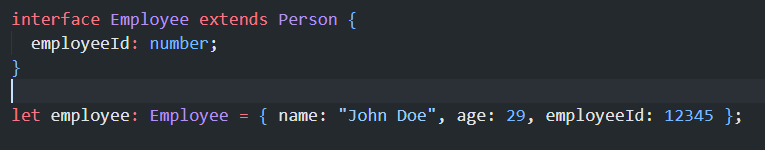 interface Employee extends Person {
  employeeId: number;
}
let employee: Employee = { name: "John Doe", age: 29, employeeId: 12345 };